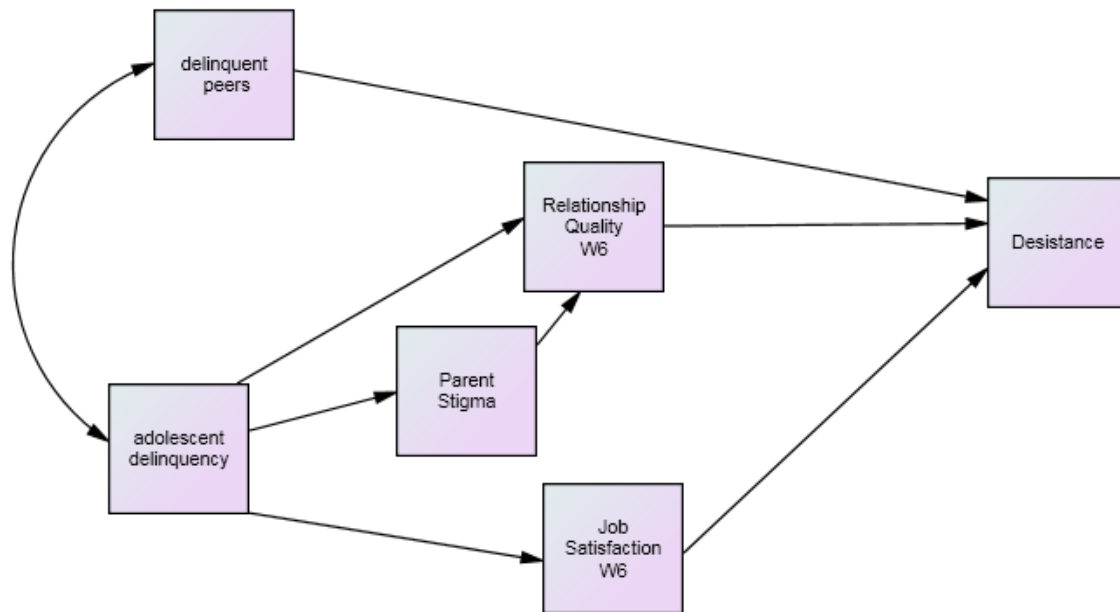 delinquent
peers
Relationship
Quality
W6
Desistance
Parent
Stigma
adolescent
delinquency
Job
Satisfaction
W6